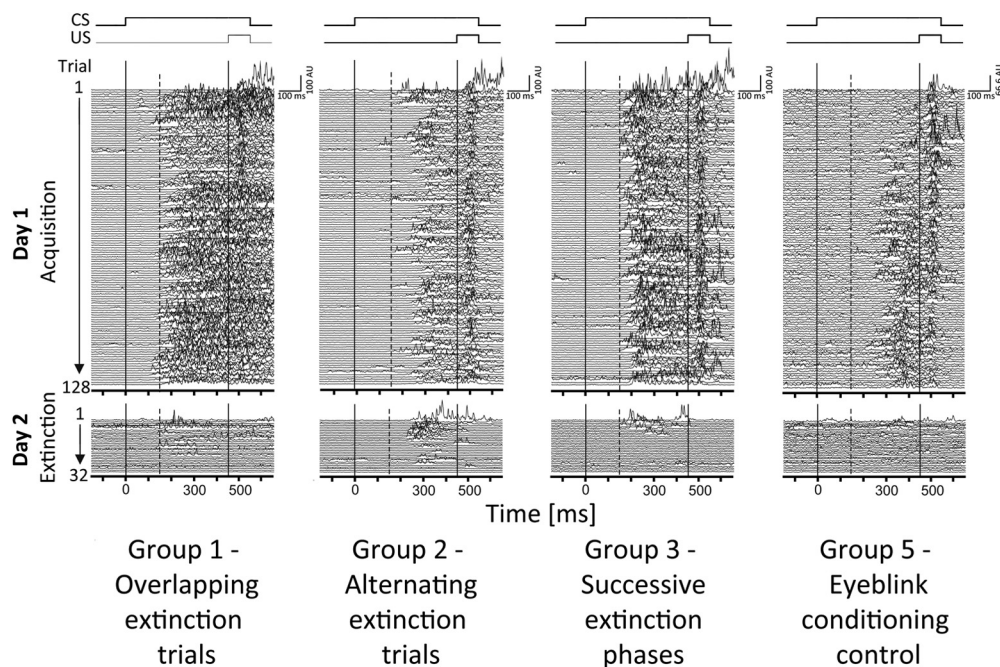 CS
US
Trial
1
128
1
32
Day 1
Acquisition
Day 2
Extinction
100 ms
100 AU
100 ms
100 AU
100 ms
100 AU
100 ms
66.6 AU
0 300 500
0 300 500
0 300 500
0 300 500
Time [ms]
Group 1 -
Overlapping
extinction
trials
Group 2 -
Alternating
extinction
trials
Group 3 -
Successive
extinction
phases
Group 5 -
Eyeblink
conditioning
control